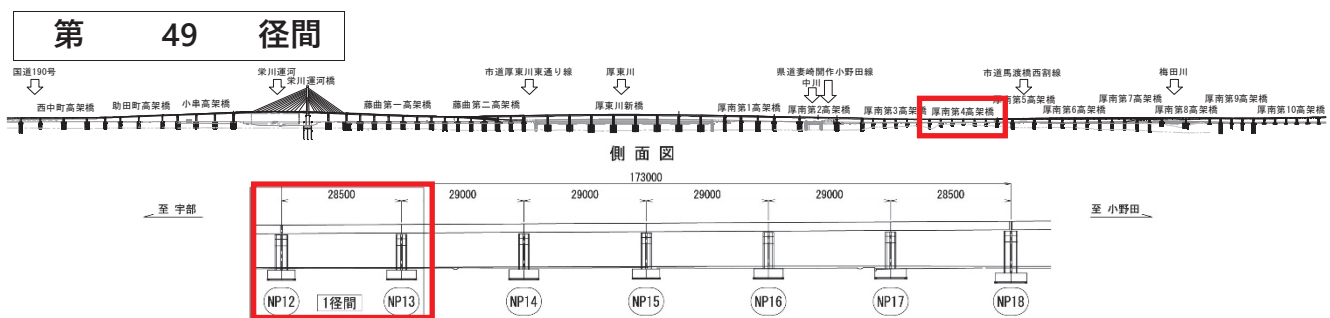 第 49 径間
国道190号 栄川運河 市道厚東川東通り線 厚東川 県道妻崎開作小野田線 市道馬渡橋西割線 梅田川
栄川運河橋 中川
西中町高架橋 助田町高架橋 小串高架橋 藤曲第一高架橋 藤曲第二高架橋 厚東川新橋 厚南第1高架橋 厚南第2高架橋 厚南第3高架橋 厚南第4高架橋 厚南第5高架橋 厚南第6高架橋 厚南第7高架橋 厚南第8高架橋 厚南第9高架橋 厚南第10高架橋
側面図
173000
28500 29000 29000 29000 29000 28500
至 宇部 至 小野田
NP12 1径間 NP13 NP14 NP15 NP16 NP17 NP18